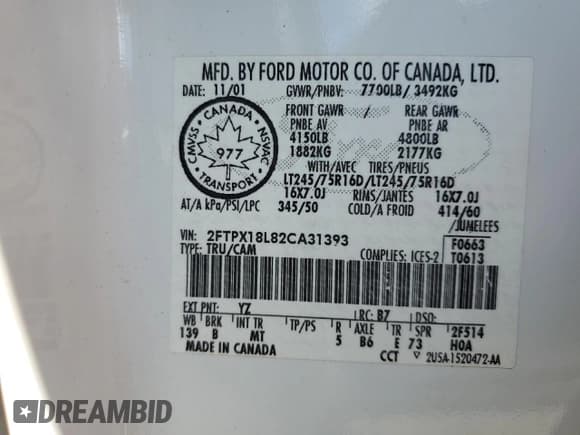 MFD. BY FORD MOTOR CO. OF CANADA, LTD.
DATE: 11/01 GVWR/PNBV: 7700LB/ 3492KG
FRONT GAWR / REAR GAWR
PNBE AV PNBE AR
4150LB 4800LB
1882KG 2177KG
WITH/AVEC TIRES/PNEUS
LT245/75R16D/LT245/75R16D
16X7.0J RIMS/JANTES 16X7.0J
AT/A kPa/PSI/LPC 345/50 COLD/A FROID 414/60
/JUMELEES
CMVSS CANADA NSVAC
977
TRANSPORT
VIN: 2FTPX18L82CA31393
TYPE: TRU/CAM COMPLIES: ICES-2
F0663
T0613
EXT PNT: YZ RC: B7 DSO:
WB BRK INT TR TP/PS R AXLE TR SPR 2F514
139 B MT 5 B6 E 73 H0A
MADE IN CANADA CCT ▽ 2U5A-1520472-AA
DREAMBID